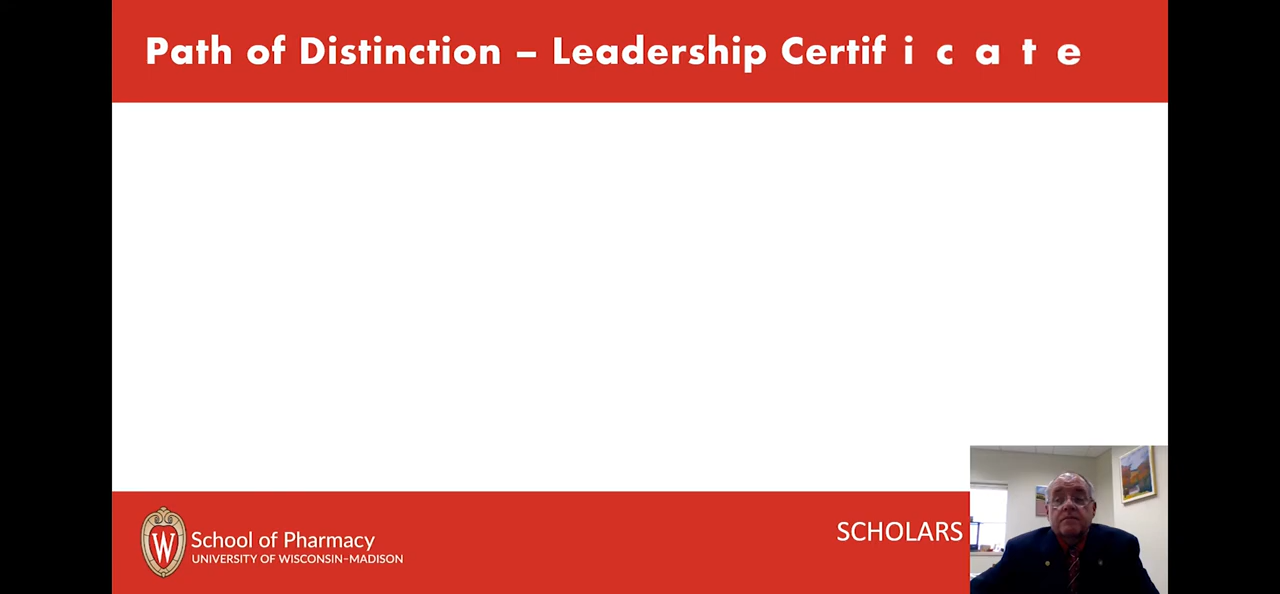 Path of Distinction – Leadership Certif i c a t e
School of Pharmacy
UNIVERSITY OF WISCONSIN–MADISON
SCHOLARS
W